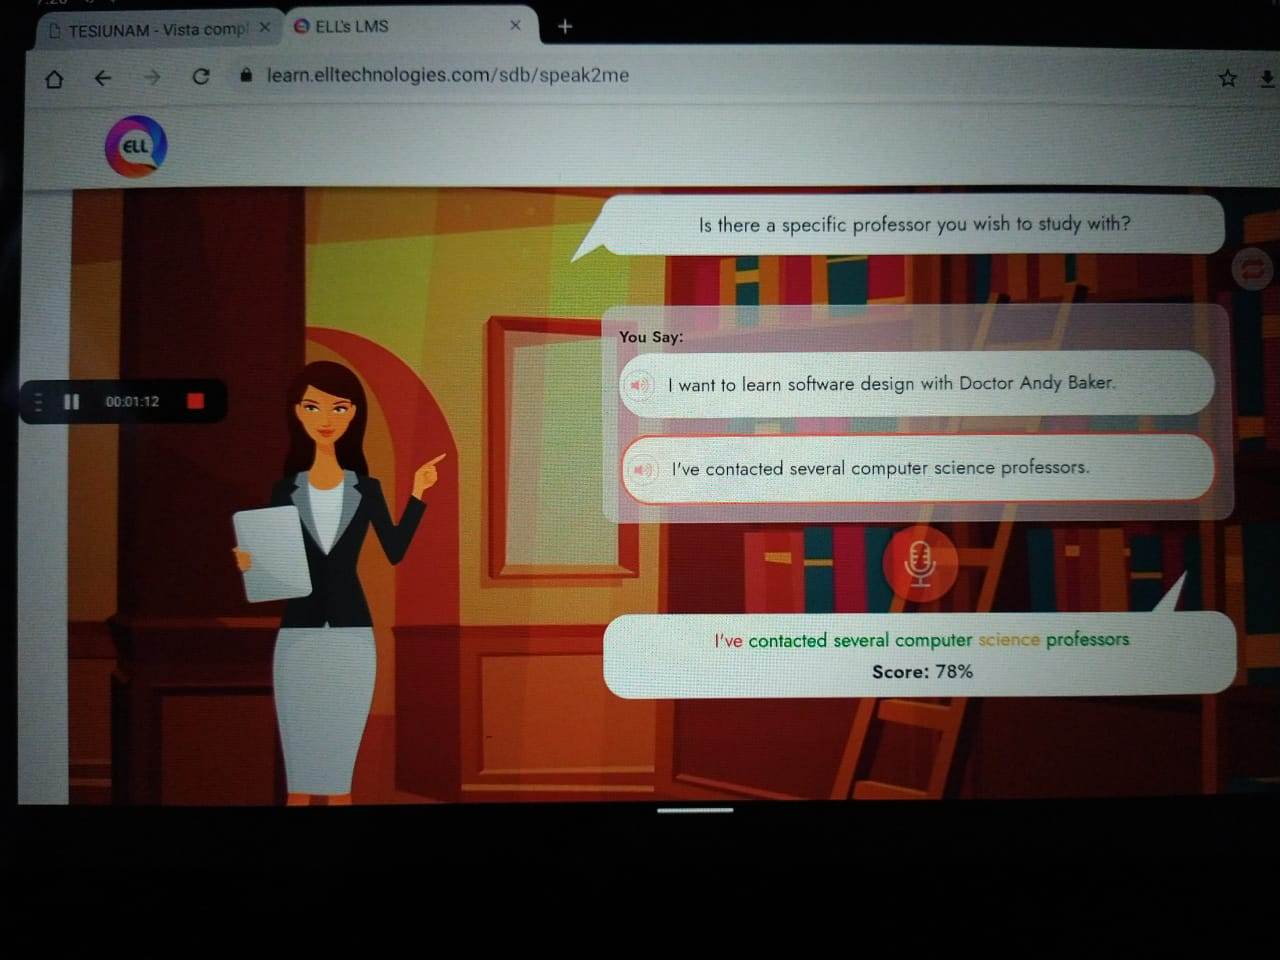 TESIUNAM - Vista compl
ELL's LMS
learn.elltechnologies.com/sdb/speak2me
ELL
Is there a specific professor you wish to study with?
You Say:
I want to learn software design with Doctor Andy Baker.
00:01:12
I've contacted several computer science professors.
I've contacted several computer science professors
Score: 78%